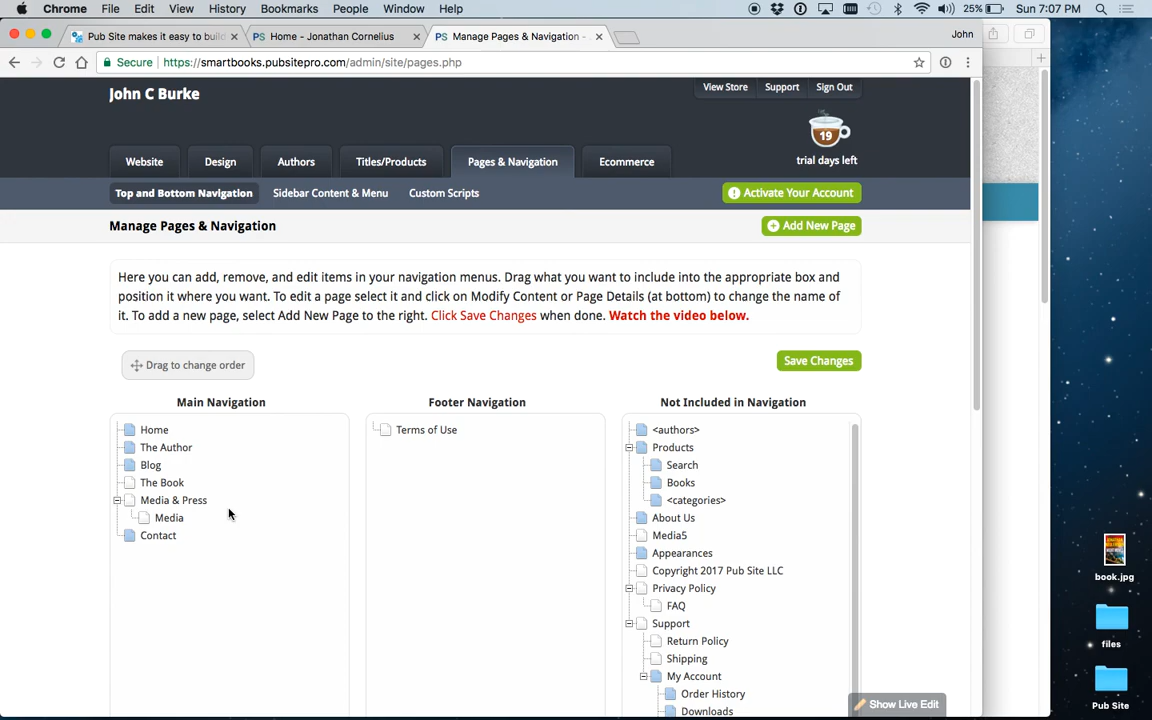 Chrome File Edit View History Bookmarks People Window Help 25% Sun 7:07 PM
Pub Site makes it easy to build
PS Home - Jonathan Cornelius
PS Manage Pages & Navigation -
John
Secure https://smartbooks.pubsitepro.com/admin/site/pages.php
John C Burke
View Store Support Sign Out
19
trial days left
Website Design Authors Titles/Products Pages & Navigation Ecommerce
Top and Bottom Navigation Sidebar Content & Menu Custom Scripts
Activate Your Account
Manage Pages & Navigation
Add New Page
Here you can add, remove, and edit items in your navigation menus. Drag what you want to include into the appropriate box and
position it where you want. To edit a page select it and click on Modify Content or Page Details (at bottom) to change the name of
it. To add a new page, select Add New Page to the right. Click Save Changes when done. Watch the video below.
Drag to change order
Save Changes
Main Navigation
Home
The Author
Blog
The Book
Media & Press
Media
Contact
Footer Navigation
Terms of Use
Not Included in Navigation
<authors>
Products
Search
Books
<categories>
About Us
Media5
Appearances
Copyright 2017 Pub Site LLC
Privacy Policy
FAQ
Support
Return Policy
Shipping
My Account
Order History
Downloads
Show Live Edit
book.jpg
files
Pub Site